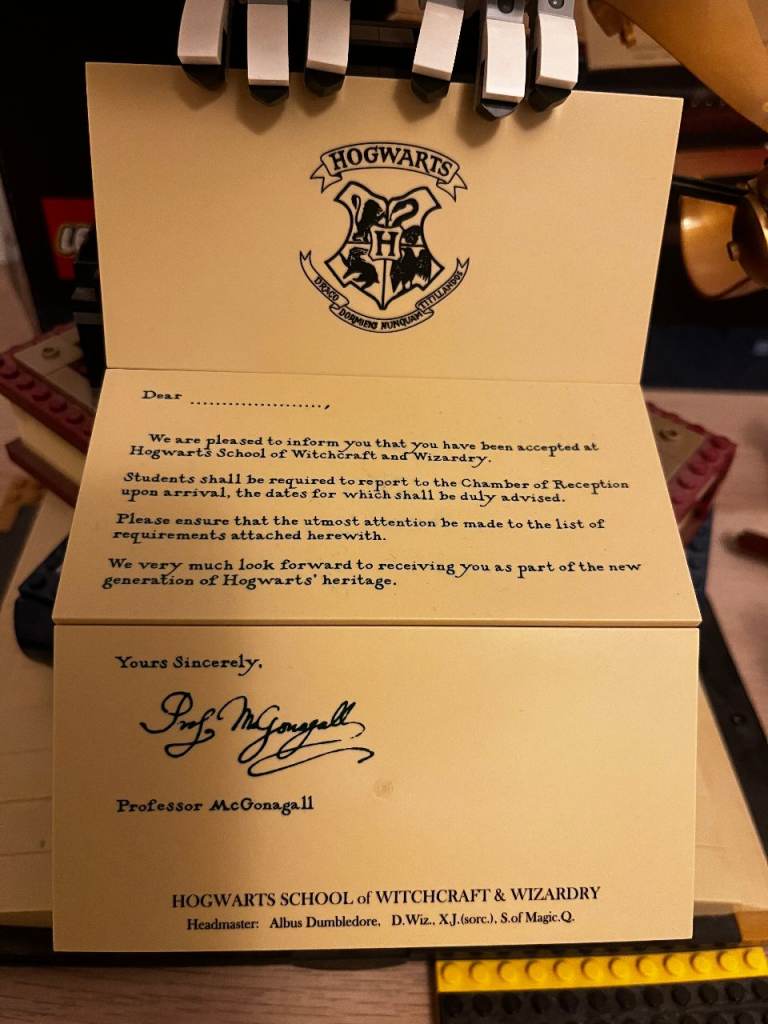 HOGWARTS
H
DRACO DORMIENS NUNQUAM TITILLANDUS
Dear .....................,
We are pleased to inform you that you have been accepted at
Hogwarts School of Witchcraft and Wizardry.
Students shall be required to report to the Chamber of Reception
upon arrival, the dates for which shall be duly advised.
Please ensure that the utmost attention be made to the list of
requirements attached herewith.
We very much look forward to receiving you as part of the new
generation of Hogwarts' heritage.
Yours Sincerely,
Prof. McGonagall
Professor McGonagall
HOGWARTS SCHOOL of WITCHCRAFT & WIZARDRY
Headmaster: Albus Dumbledore, D.Wiz., X.J.(sorc.), S.of Magic.Q.